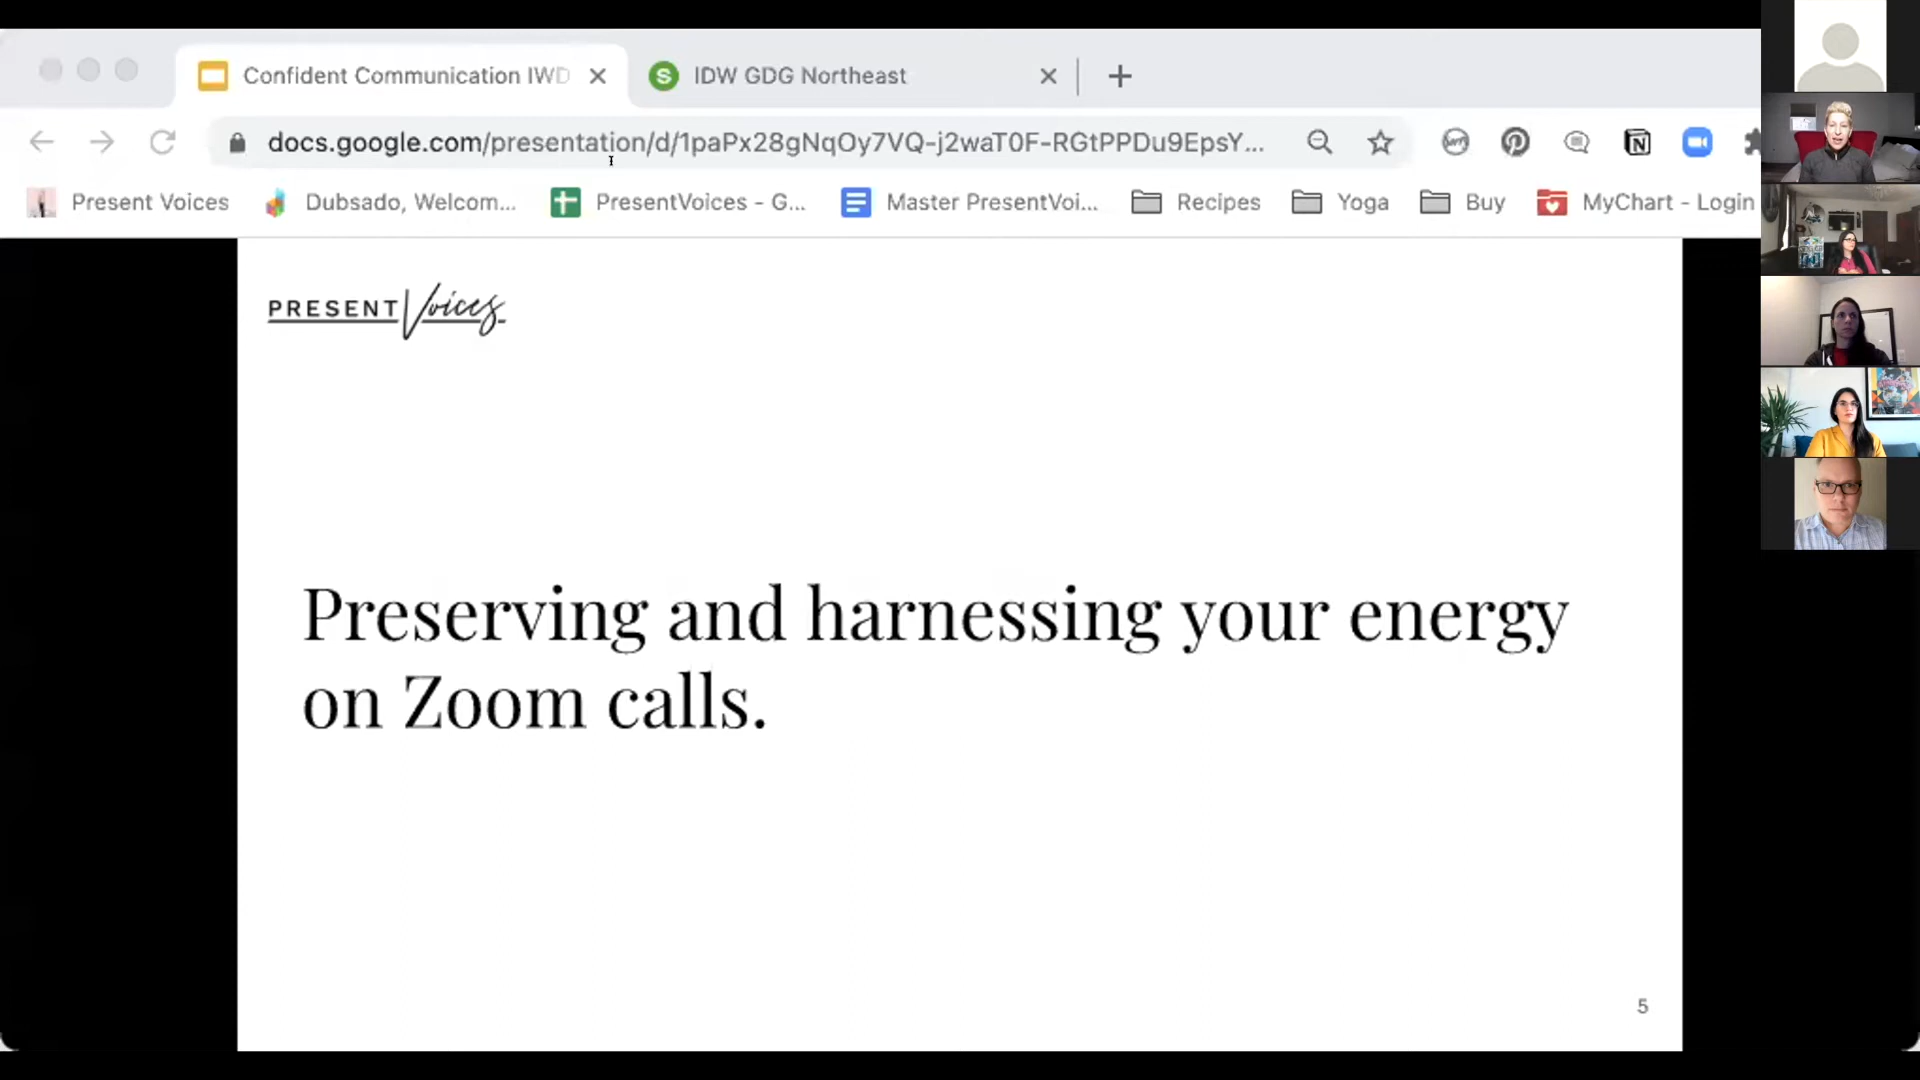 Confident Communication IWD
IDW GDG Northeast
docs.google.com/presentation/d/1paPx28gNqOy7VQ-j2waT0F-RGtPPDu9EpsY...
Present Voices
Dubsado, Welcom...
PresentVoices - G...
Master PresentVoi...
Recipes
Yoga
Buy
MyChart - Login
PRESENT Voices
Preserving and harnessing your energy
on Zoom calls.
5